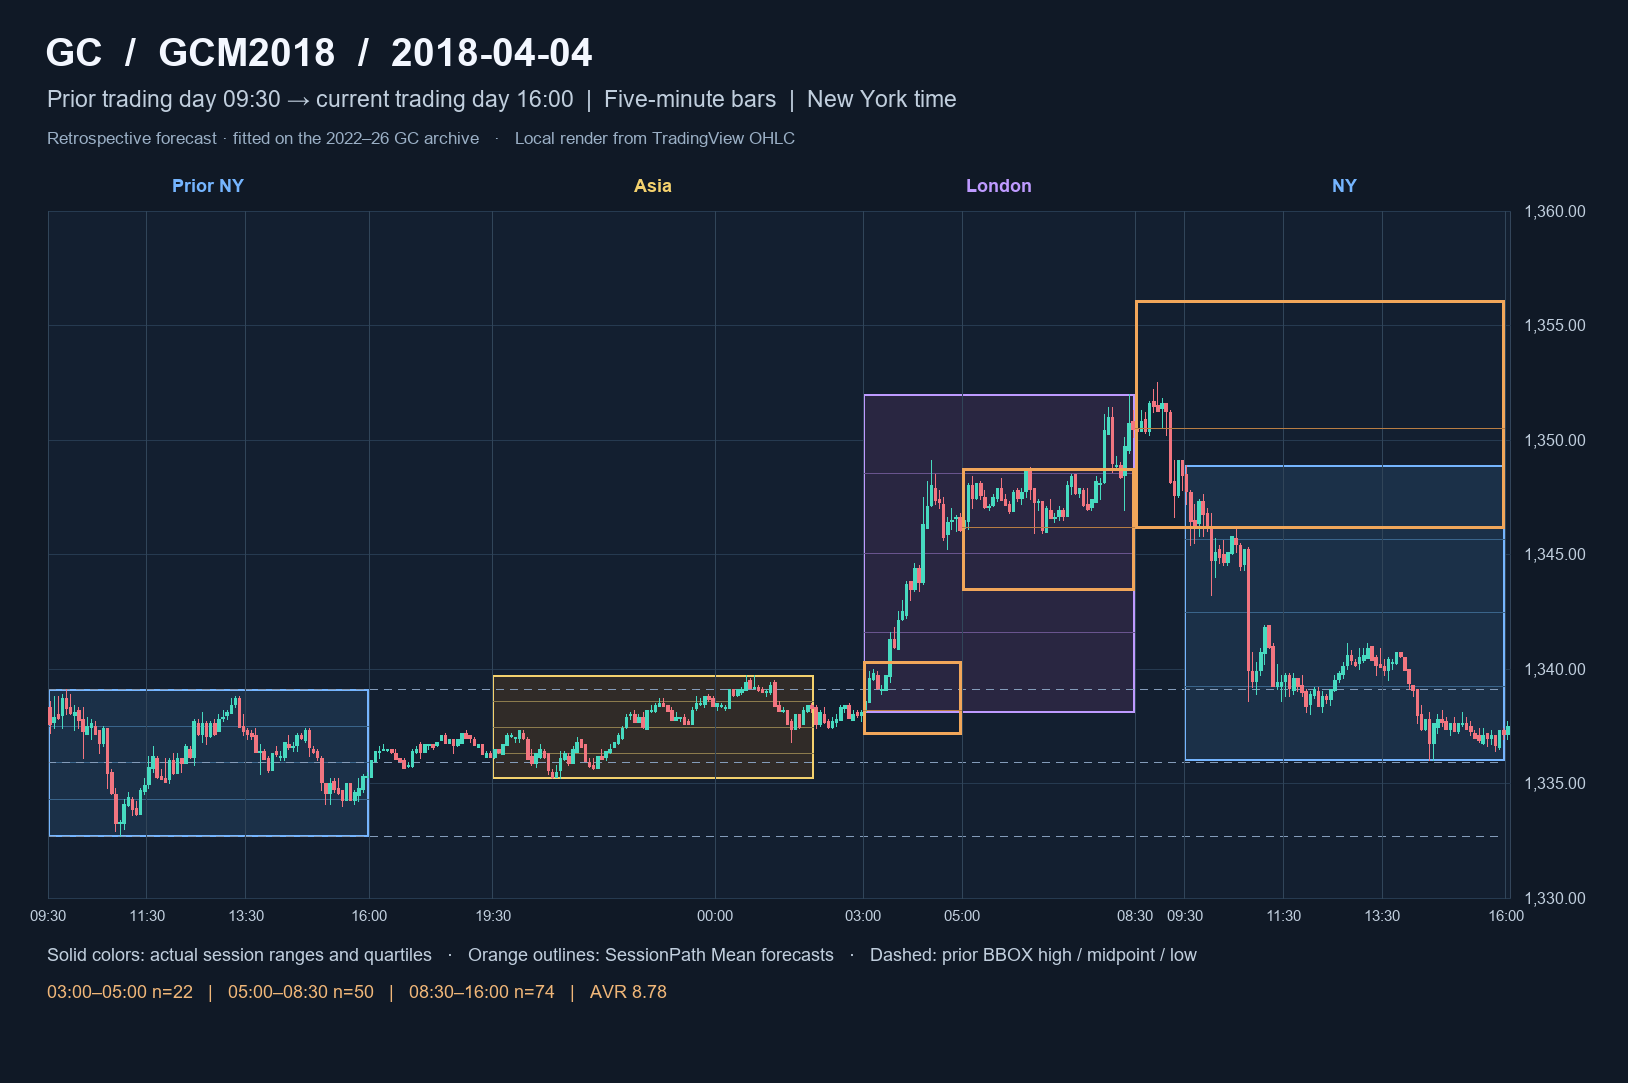 GC / GCM2018 / 2018-04-04
Prior trading day 09:30 → current trading day 16:00 | Five-minute bars | New York time
Retrospective forecast · fitted on the 2022–26 GC archive · Local render from TradingView OHLC
Prior NY Asia London NY
1,360.00
1,355.00
1,350.00
1,345.00
1,340.00
1,335.00
1,330.00
09:30 11:30 13:30 16:00 19:30 00:00 03:00 05:00 08:30 09:30 11:30 13:30 16:00
Solid colors: actual session ranges and quartiles · Orange outlines: SessionPath Mean forecasts · Dashed: prior BBOX high / midpoint / low
03:00–05:00 n=22 | 05:00–08:30 n=50 | 08:30–16:00 n=74 | AVR 8.78